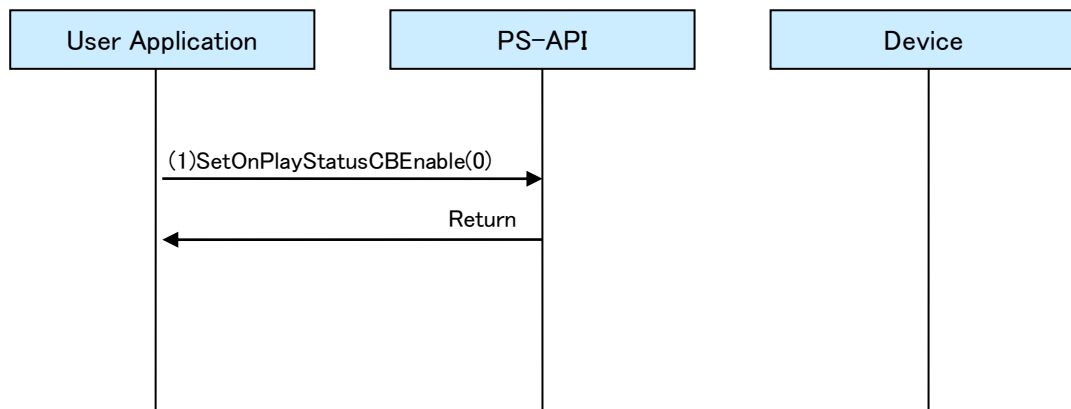 User Application
PS-API
Device
(1)SetOnPlayStatusCBEnable(0)
Return